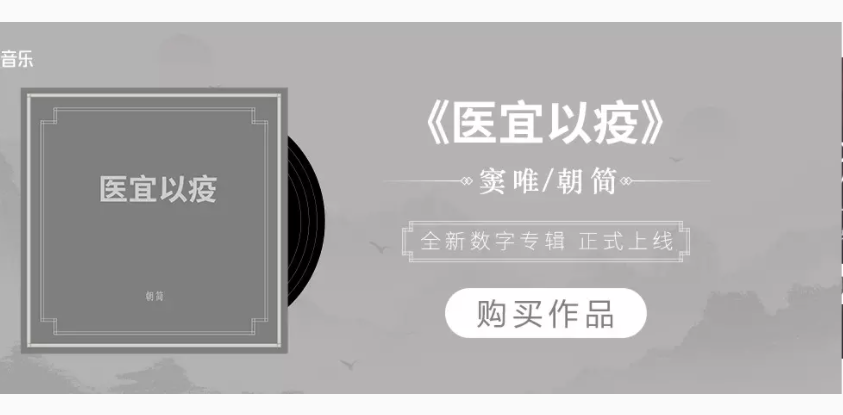 音乐
医宜以疫
朝简
《医宜以疫》
窦唯/朝简
全新数字专辑 正式上线
购买作品